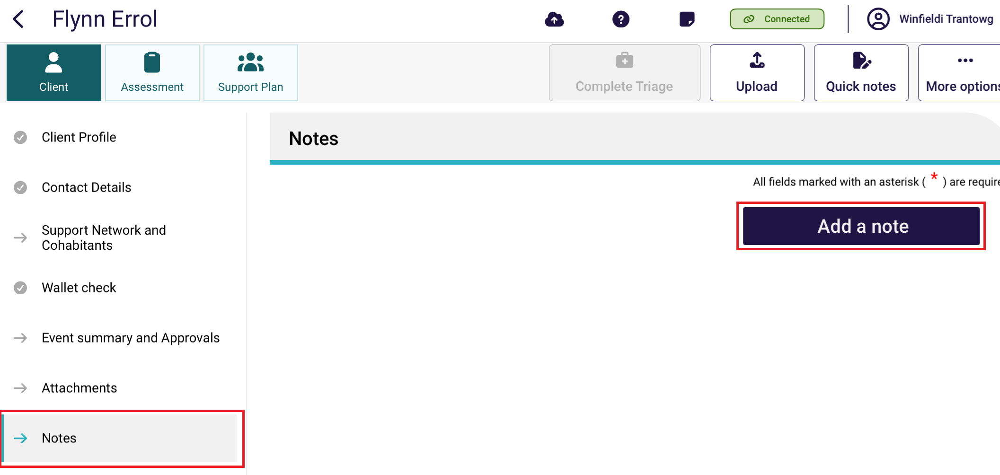 Flynn Errol
Connected
Winfieldi Trantowg
Client
Assessment
Support Plan
Complete Triage
Upload
Quick notes
More options
Client Profile
Contact Details
Support Network and
Cohabitants
Wallet check
Event summary and Approvals
Attachments
Notes
Notes
All fields marked with an asterisk ( * ) are require
Add a note